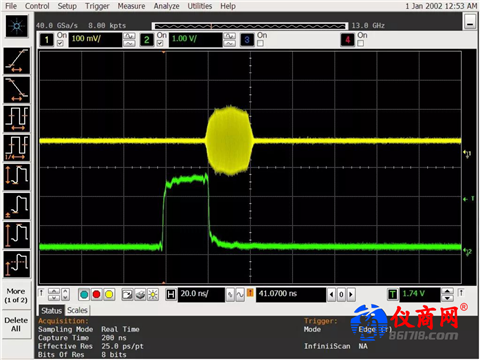 File Control Setup Trigger Measure Analyze Utilities Help 1 Jan 2002 12:53 AM
40.0 GSa/s 8.00 kpts 13.0 GHz
1 On 100 mV/ 2 On 1.00 V/ 3 On 4 On
More
(1 of 2)
Delete
All
H 20.0 ns/ 41.0700 ns 0 T 1.74 V
Status Scales
Acquisition:
Sampling Mode Real Time
Capture Time 200 ns
Effective Res 25.0 ps/pt
Bits Of Res 8 bits
Trigger:
Mode Edge
InfiniiScan NA
仪商网®
861718.com